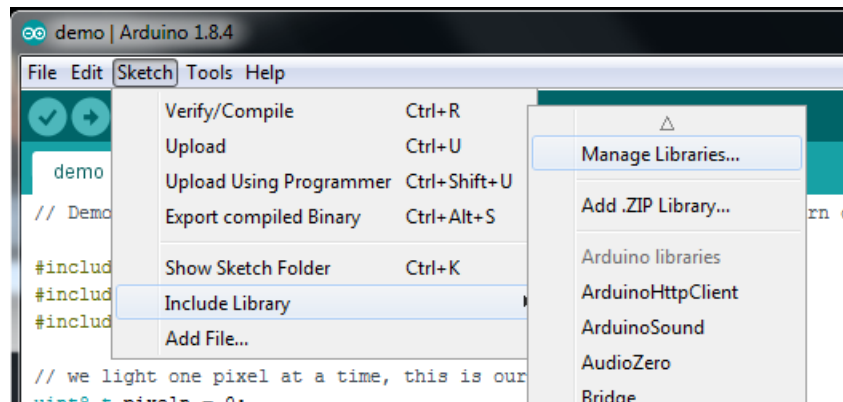 demo | Arduino 1.8.4
File Edit Sketch Tools Help
Verify/Compile Ctrl+R
Upload Ctrl+U
Upload Using Programmer Ctrl+Shift+U
Export compiled Binary Ctrl+Alt+S
Show Sketch Folder Ctrl+K
Include Library
Add File...
Manage Libraries...
Add .ZIP Library...
Arduino libraries
ArduinoHttpClient
ArduinoSound
AudioZero
Bridge
demo
// Demo
#includ
#includ
#includ
// we light one pixel at a time, this is our